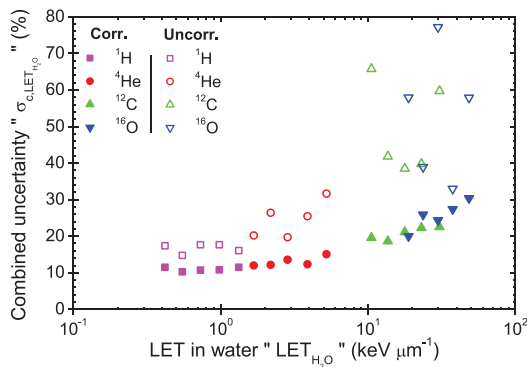 Combined uncertainty " σc,LETH₂O " (%)
80
70
60
50
40
30
20
10
0
Corr. Uncorr.
¹H ¹H
⁴He ⁴He
¹²C ¹²C
¹⁶O ¹⁶O
10⁻¹ 10⁰ 10¹ 10²
LET in water " LETH₂O " (keV μm⁻¹)